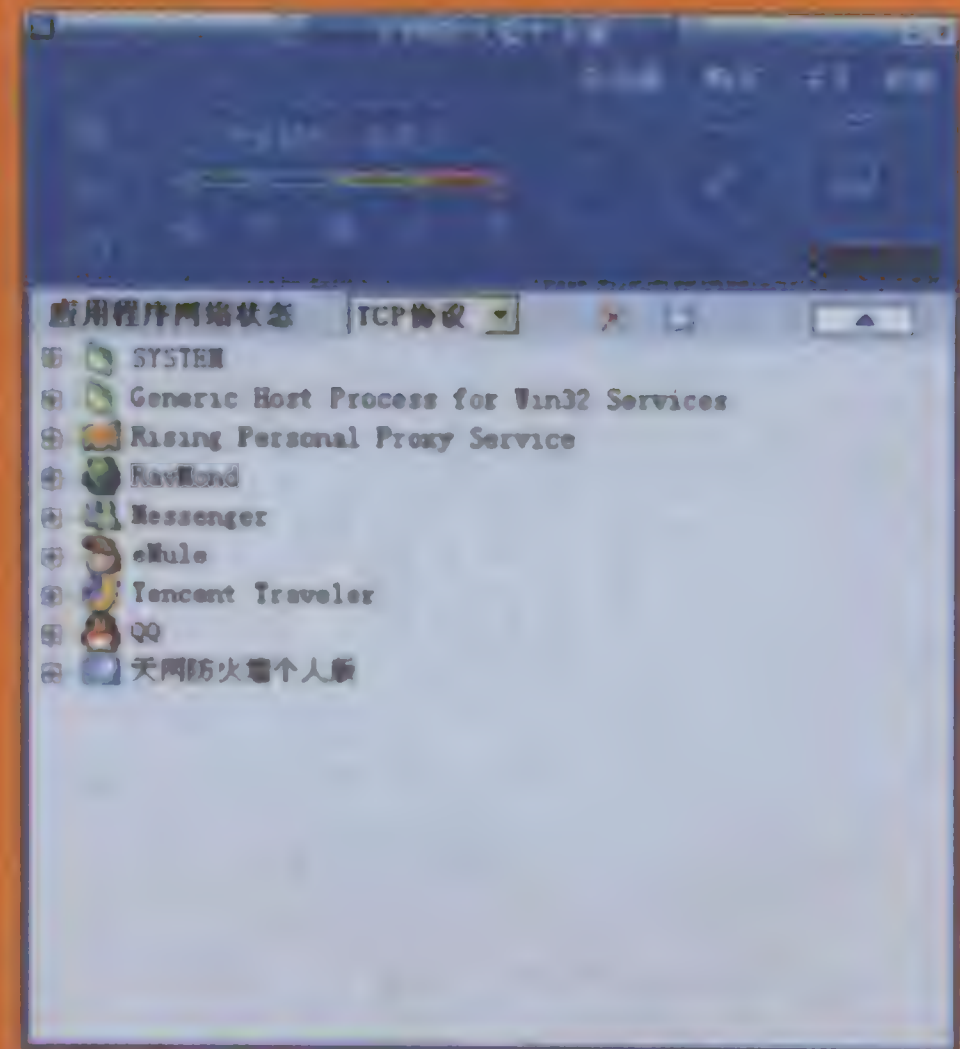 应用程序网络状态 TCP协议
SYSTEM
Generic Host Process for Win32 Services
Rising Personal Proxy Service
RavMond
Messenger
eMule
Tencent Traveler
QQ
天网防火墙个人版